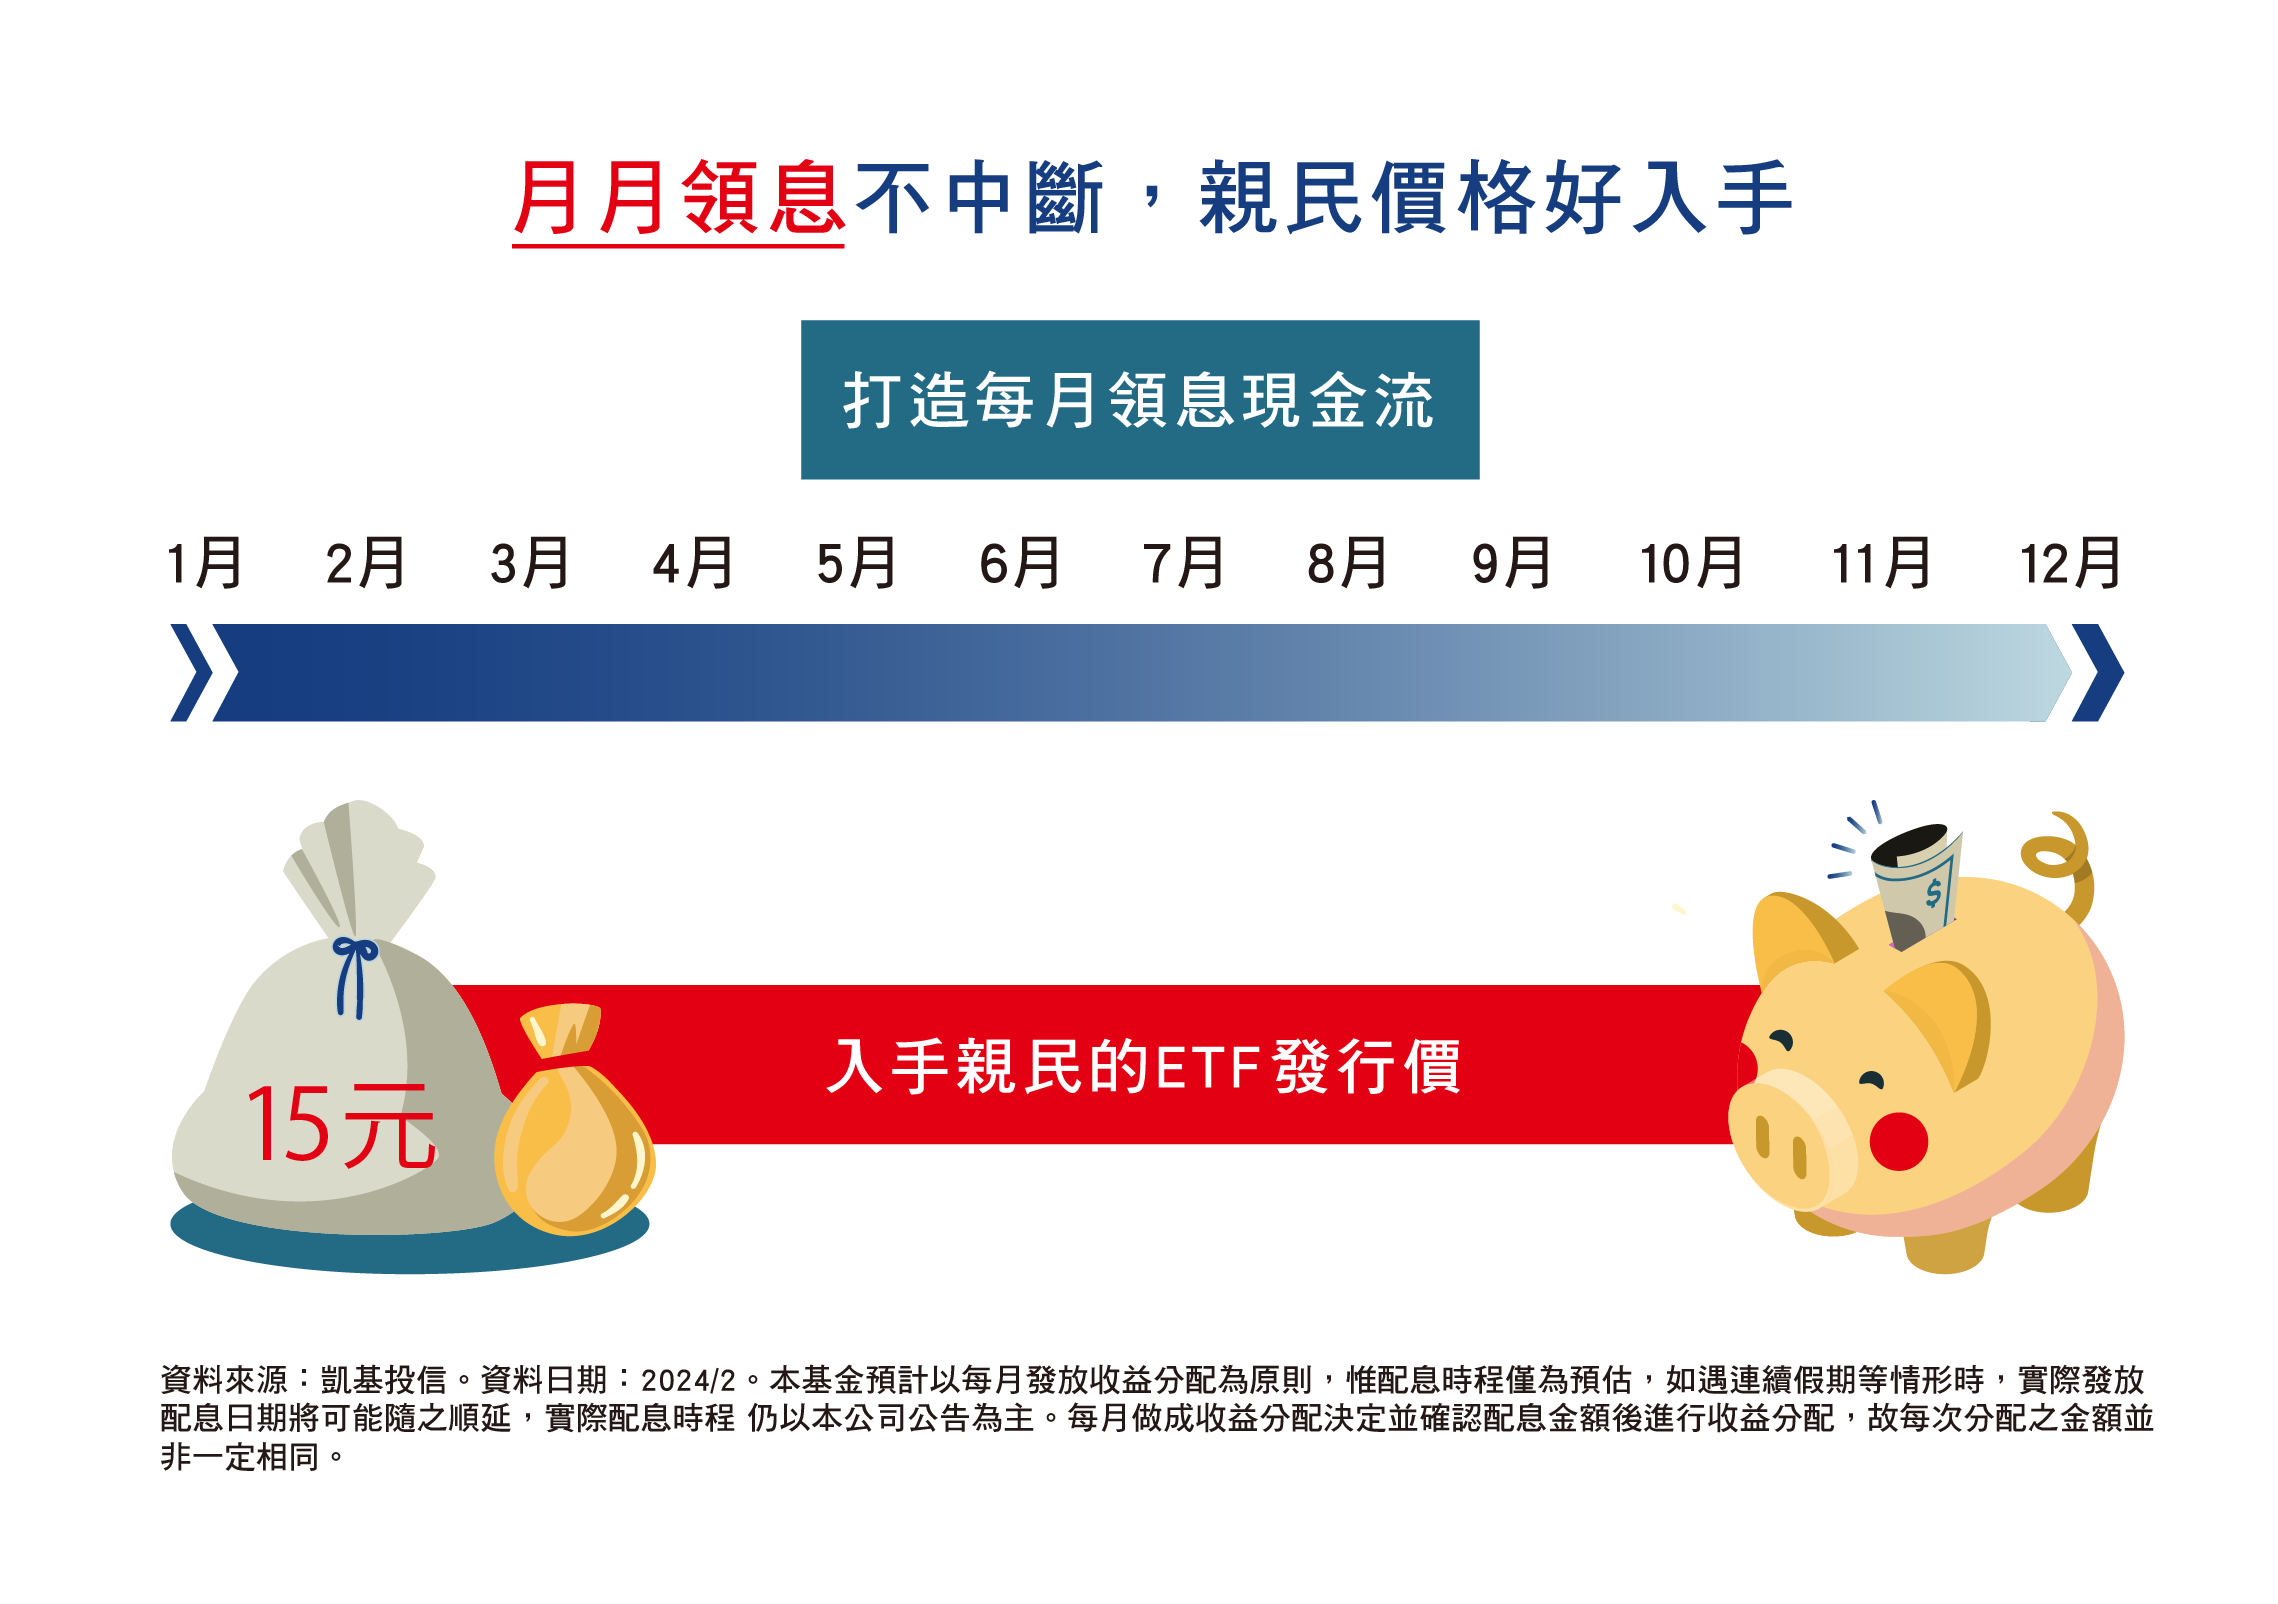 月月領息不中斷，親民價格好入手
打造每月領息現金流
1月 2月 3月 4月 5月 6月 7月 8月 9月 10月 11月 12月
$
入手親民的ETF發行價
15元
資料來源：凱基投信。資料日期：2024/2。本基金預計以每月發放收益分配為原則，惟配息時程僅為預估，如遇連續假期等情形時，實際發放
配息日期將可能隨之順延，實際配息時程 仍以本公司公告為主。每月做成收益分配決定並確認配息金額後進行收益分配，故每次分配之金額並
非一定相同。